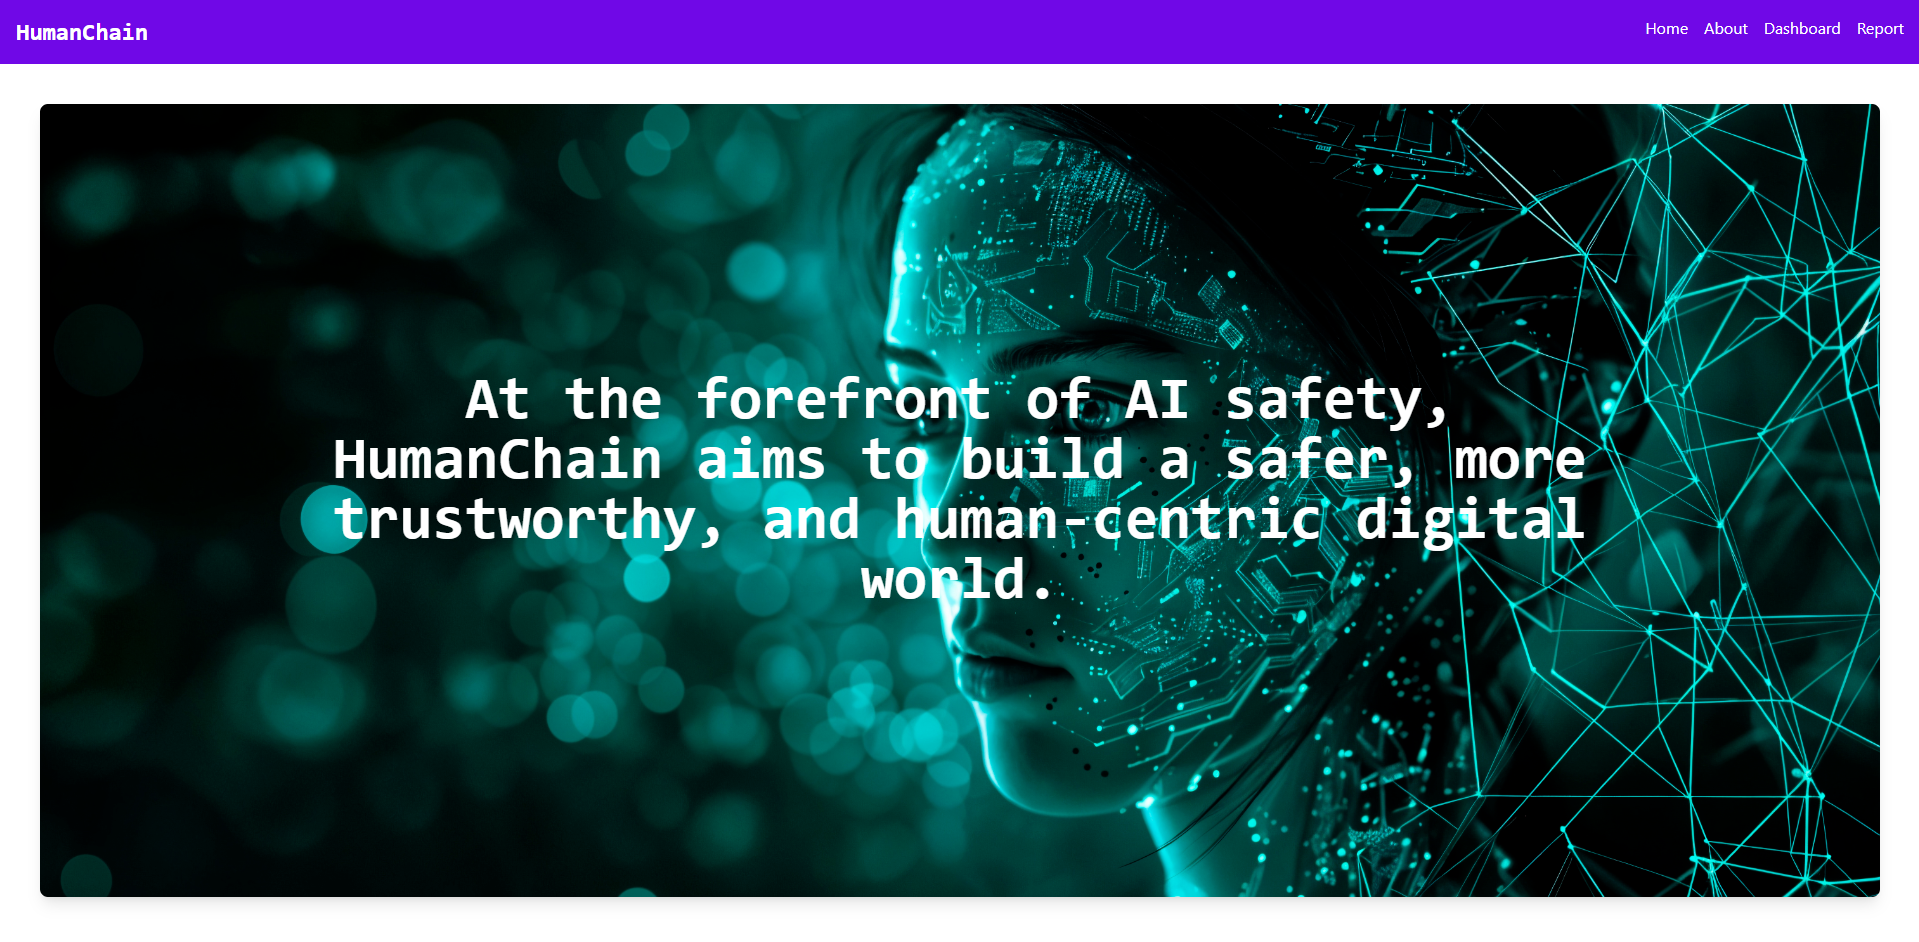 HumanChain
Home About Dashboard Report
At the forefront of AI safety,
HumanChain aims to build a safer, more
trustworthy, and human-centric digital
world.